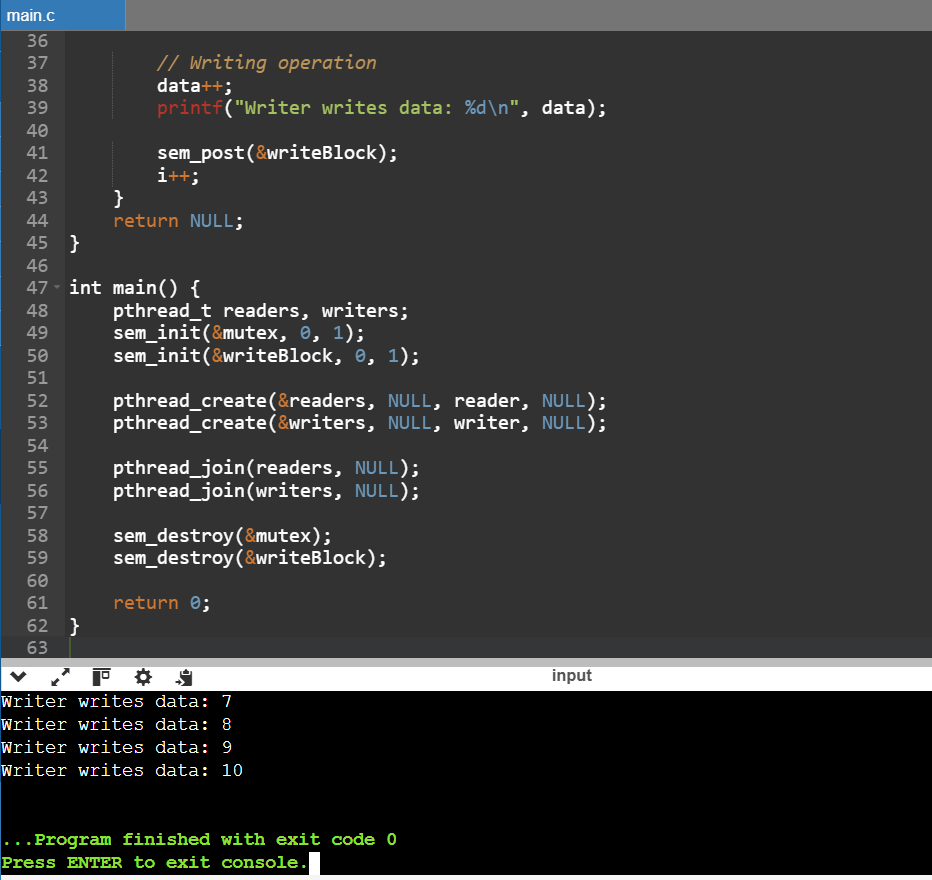 main.c
36
37         // Writing operation
38         data++;
39         printf("Writer writes data: %d\n", data);
40
41         sem_post(&writeBlock);
42         i++;
43     }
44     return NULL;
45 }
46
47 int main() {
48     pthread_t readers, writers;
49     sem_init(&mutex, 0, 1);
50     sem_init(&writeBlock, 0, 1);
51
52     pthread_create(&readers, NULL, reader, NULL);
53     pthread_create(&writers, NULL, writer, NULL);
54
55     pthread_join(readers, NULL);
56     pthread_join(writers, NULL);
57
58     sem_destroy(&mutex);
59     sem_destroy(&writeBlock);
60
61     return 0;
62 }
63
input
Writer writes data: 7
Writer writes data: 8
Writer writes data: 9
Writer writes data: 10
...Program finished with exit code 0
Press ENTER to exit console.